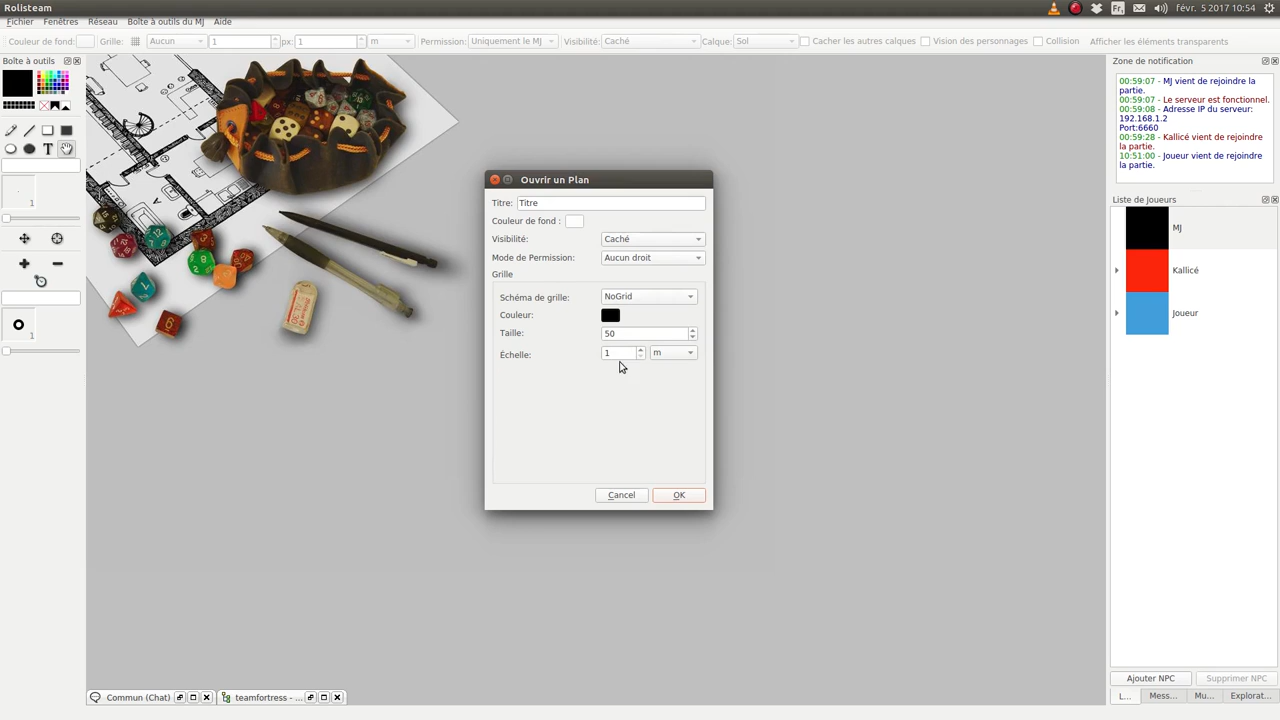 Rolisteam
Fr,
févr. 5 2017 10:54
Fichier Fenêtres Réseau Boîte à outils du MJ Aide
Couleur de fond: Grille: Aucun 1 px: 1 m Permission: Uniquement le MJ Visibilité: Caché Calque: Sol Cacher les autres calques Vision des personnages Collision Afficher les éléments transparents
Boîte à outils
1
1
Zone de notification
00:59:07 - MJ vient de rejoindre la
partie.
00:59:07 - Le serveur est fonctionnel.
00:59:08 - Adresse IP du serveur:
192.168.1.2
Port:6660
00:59:28 - Kallicé vient de rejoindre
la partie.
10:51:00 - Joueur vient de rejoindre
la partie.
Liste de Joueurs
MJ
Kallicé
Joueur
Ajouter NPC Supprimer NPC
L... Mess... Mu... Explorat...
Ouvrir un Plan
Titre: Titre
Couleur de fond :
Visibilité: Caché
Mode de Permission: Aucun droit
Grille
Schéma de grille: NoGrid
Couleur:
Taille: 50
Échelle: 1 m
Cancel OK
Commun (Chat) teamfortress - ...